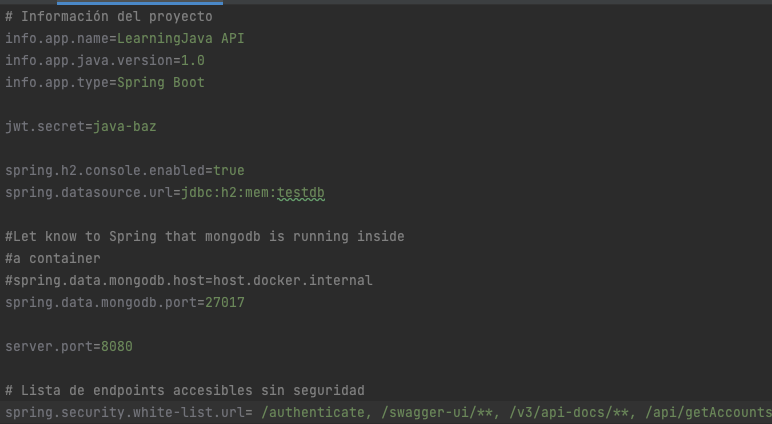 # Información del proyecto
info.app.name=LearningJava API
info.app.java.version=1.0
info.app.type=Spring Boot
jwt.secret=java-baz
spring.h2.console.enabled=true
spring.datasource.url=jdbc:h2:mem:testdb
#Let know to Spring that mongodb is running inside
#a container
#spring.data.mongodb.host=host.docker.internal
spring.data.mongodb.port=27017
server.port=8080
# Lista de endpoints accesibles sin seguridad
spring.security.white-list.url= /authenticate, /swagger-ui/**, /v3/api-docs/**, /api/getAccounts